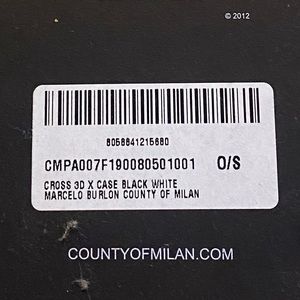 © 2012
8058841215680
CMPA007F190080501001 O/S
CROSS 3D X CASE BLACK WHITE
MARCELO BURLON COUNTY OF MILAN
COUNTYOFMILAN.COM